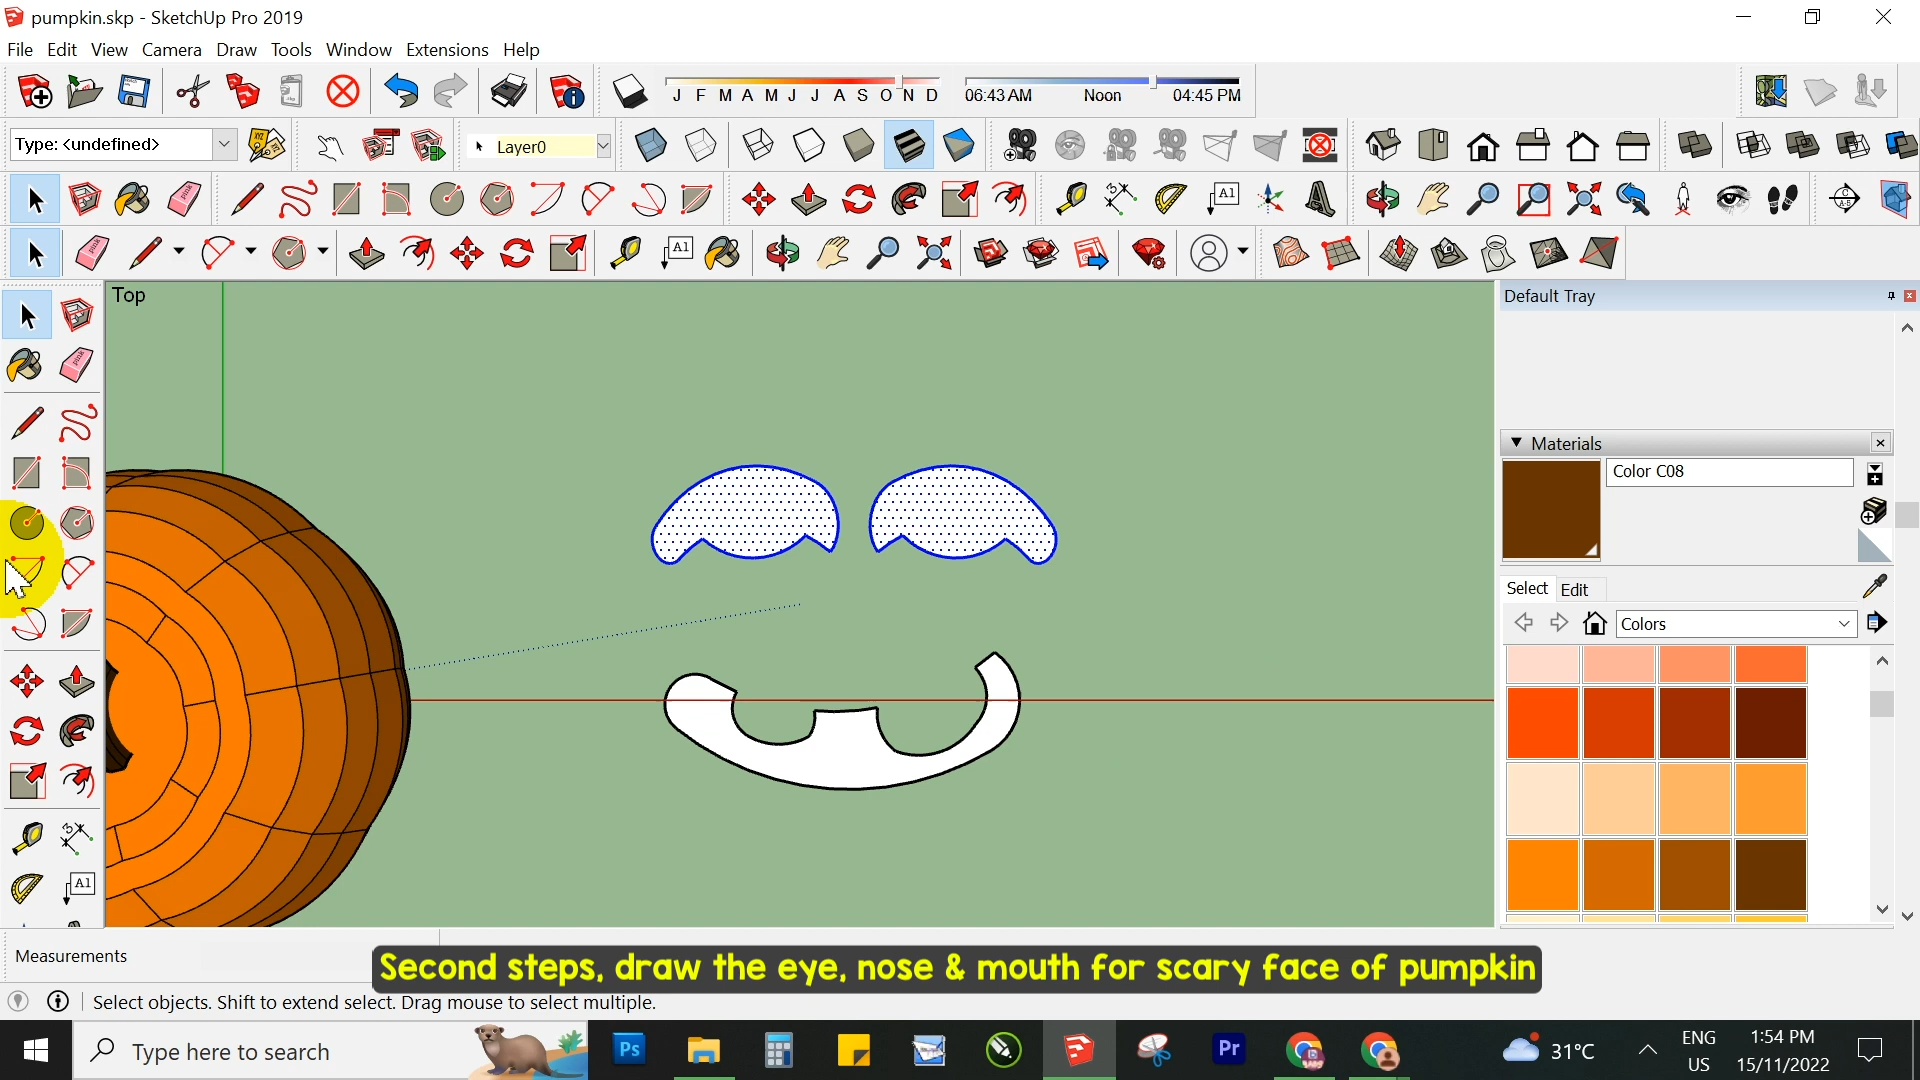 pumpkin.skp - SketchUp Pro 2019
File Edit View Camera Draw Tools Window Extensions Help
J F M A M J J A S O N D 06:43 AM Noon 04:45 PM
Type: <undefined>
Layer0
Top
Default Tray
Materials
Color C08
Select Edit
Colors
Measurements
Second steps, draw the eye, nose & mouth for scary face of pumpkin
Select objects. Shift to extend select. Drag mouse to select multiple.
Type here to search
Ps
Pr
31°C
ENG
US
1:54 PM
15/11/2022